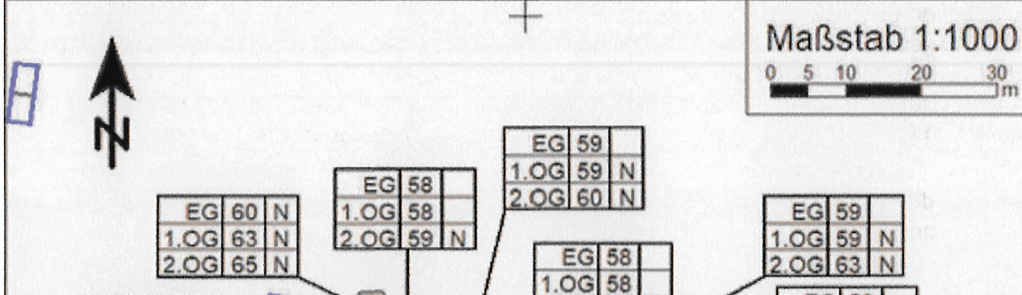 Maßstab 1:1000
0 5 10 20 30 m
N
EG 59
1.OG 59 N
2.OG 60 N
EG 58
1.OG 58
2.OG 59 N
EG 60 N
1.OG 63 N
2.OG 65 N
EG 59
1.OG 59 N
2.OG 63 N
EG 58
1.OG 58